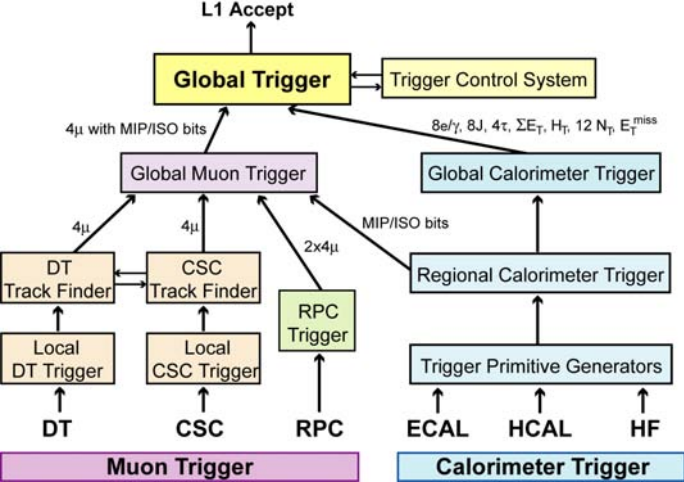 L1 Accept
Global Trigger
Trigger Control System
4μ with MIP/ISO bits
8e/γ, 8J, 4τ, ΣE_T, H_T, 12 N_T, E_T^miss
Global Muon Trigger
Global Calorimeter Trigger
4μ
4μ
2x4μ
MIP/ISO bits
DT
Track Finder
CSC
Track Finder
Regional Calorimeter Trigger
RPC
Trigger
Local
DT Trigger
Local
CSC Trigger
Trigger Primitive Generators
DT
CSC
RPC
ECAL
HCAL
HF
Muon Trigger
Calorimeter Trigger